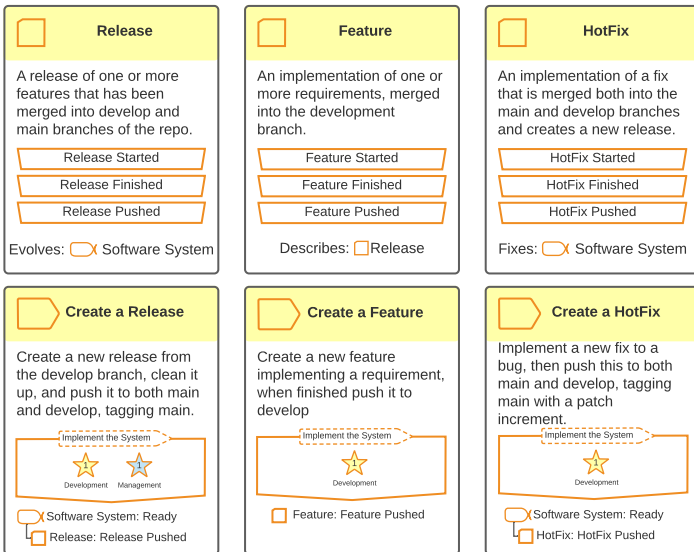 Release
A release of one or more
features that has been
merged into develop and
main branches of the repo.
Release Started
Release Finished
Release Pushed
Evolves: Software System
Feature
An implementation of one or
more requirements, merged
into the development
branch.
Feature Started
Feature Finished
Feature Pushed
Describes: Release
HotFix
An implementation of a fix
that is merged both into the
main and develop branches
and creates a new release.
HotFix Started
HotFix Finished
HotFix Pushed
Fixes: Software System
Create a Release
Create a new release from
the develop branch, clean it
up, and push it to both main
and develop, tagging main.
Implement the System
1 1
Development Management
Software System: Ready
Release: Release Pushed
Create a Feature
Create a new feature
implementing a requirement,
when finished push it to
develop
Implement the System
1
Development
Feature: Feature Pushed
Create a HotFix
Implement a new fix to a
bug, then push this to both
main and develop, tagging
main with a patch
increment.
Implement the System
1
Development
Software System: Ready
HotFix: HotFix Pushed